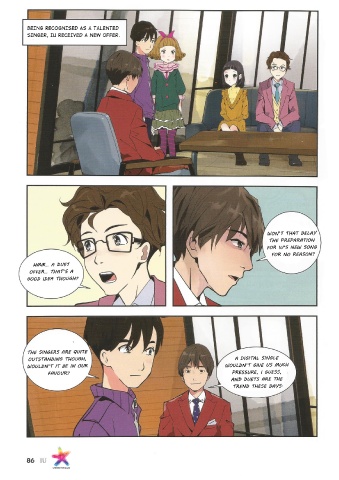 BEING RECOGNISED AS A TALENTED
SINGER, IU RECEIVED A NEW OFFER.
HMM... A DUET
OFFER... THAT'S A
GOOD IDEA THOUGH?
WON'T THAT DELAY
THE PREPARATION
FOR IU'S NEW SONG
FOR NO REASON?
THE SINGERS ARE QUITE
OUTSTANDING THOUGH,
WOULDN'T IT BE IN OUR
FAVOUR?
A DIGITAL SINGLE
WOULDN'T GIVE US MUCH
PRESSURE, I GUESS,
AND DUETS ARE THE
TREND THESE DAYS!
86 IU